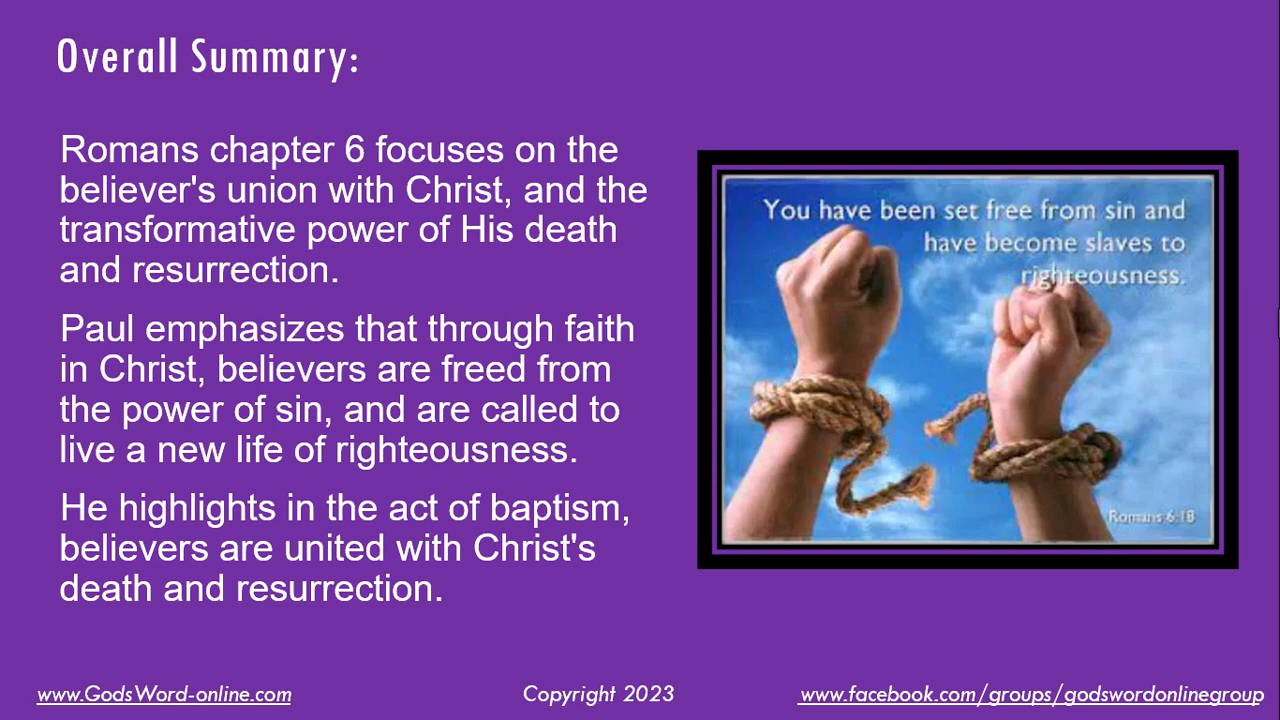 Overall Summary:
Romans chapter 6 focuses on the
believer's union with Christ, and the
transformative power of His death
and resurrection.
Paul emphasizes that through faith
in Christ, believers are freed from
the power of sin, and are called to
live a new life of righteousness.
He highlights in the act of baptism,
believers are united with Christ's
death and resurrection.
You have been set free from sin and
have become slaves to
righteousness.
Romans 6:18
www.GodsWord-online.com
Copyright 2023
www.facebook.com/groups/godswordonlinegroup